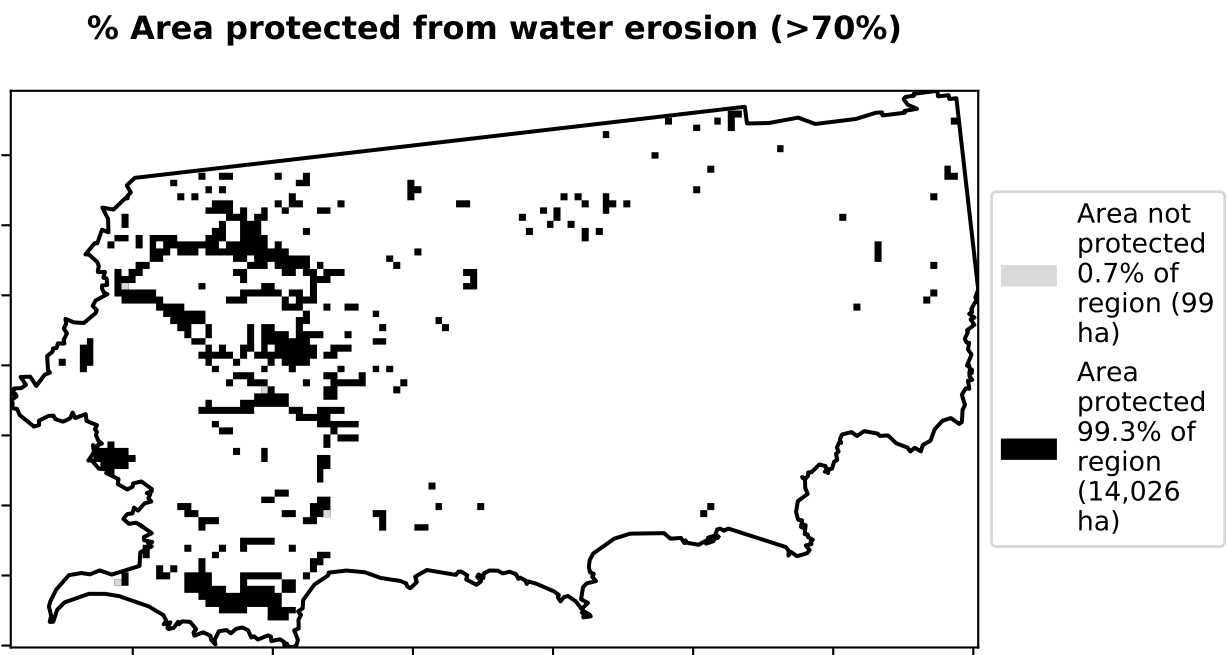 % Area protected from water erosion (>70%)
Area not
protected
0.7% of
region (99
ha)
Area
protected
99.3% of
region
(14,026
ha)